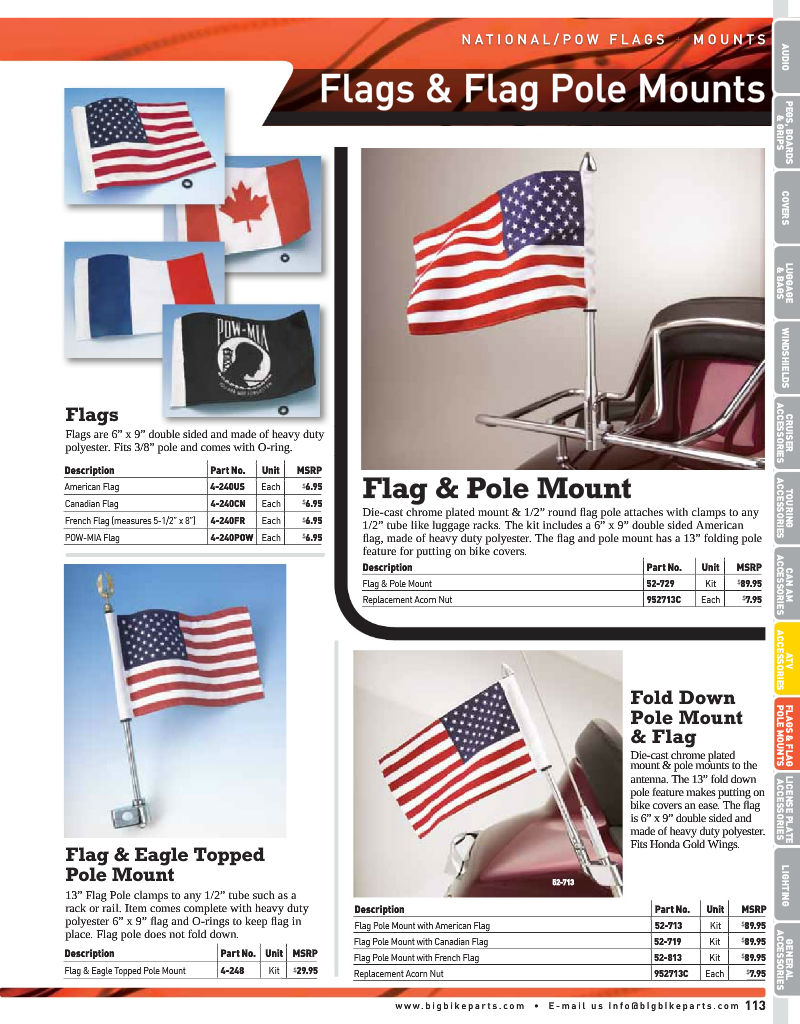 NATIONAL/POW FLAGS + MOUNTS
Flags & Flag Pole Mounts
POW-MIA
YOU ARE NOT FORGOTTEN
Flags
Flags are 6” x 9” double sided and made of heavy duty
polyester. Fits 3/8” pole and comes with O-ring.
Description Part No. Unit MSRP
American Flag 4-240US Each $6.95
Canadian Flag 4-240CN Each $6.95
French Flag (measures 5-1/2” x 8”) 4-240FR Each $6.95
POW-MIA Flag 4-240POW Each $6.95
Flag & Pole Mount
Die-cast chrome plated mount & 1/2” round flag pole attaches with clamps to any
1/2” tube like luggage racks. The kit includes a 6” x 9” double sided American
flag, made of heavy duty polyester. The flag and pole mount has a 13” folding pole
feature for putting on bike covers.
Description Part No. Unit MSRP
Flag & Pole Mount 52-729 Kit $89.95
Replacement Acorn Nut 952713C Each $7.95
Flag & Eagle Topped
Pole Mount
13” Flag Pole clamps to any 1/2” tube such as a
rack or rail. Item comes complete with heavy duty
polyester 6” x 9” flag and O-rings to keep flag in
place. Flag pole does not fold down.
Description Part No. Unit MSRP
Flag & Eagle Topped Pole Mount 4-248 Kit $29.95
52-713
Fold Down
Pole Mount
& Flag
Die-cast chrome plated
mount & pole mounts to the
antenna. The 13” fold down
pole feature makes putting on
bike covers an ease. The flag
is 6” x 9” double sided and
made of heavy duty polyester.
Fits Honda Gold Wings.
Description Part No. Unit MSRP
Flag Pole Mount with American Flag 52-713 Kit $89.95
Flag Pole Mount with Canadian Flag 52-719 Kit $89.95
Flag Pole Mount with French Flag 52-813 Kit $89.95
Replacement Acorn Nut 952713C Each $7.95
AUDIO
PEGS, BOARDS
& GRIPS
COVERS
LUGGAGE
& BAGS
WINDSHIELDS
CRUISER
ACCESSORIES
TOURING
ACCESSORIES
CAN AM
ACCESSORIES
ATV
ACCESSORIES
FLAGS & FLAG
POLE MOUNTS
LICENSE PLATE
ACCESSORIES
LIGHTING
GENERAL
ACCESSORIES
www.bigbikeparts.com • E-mail us info@bigbikeparts.com 113